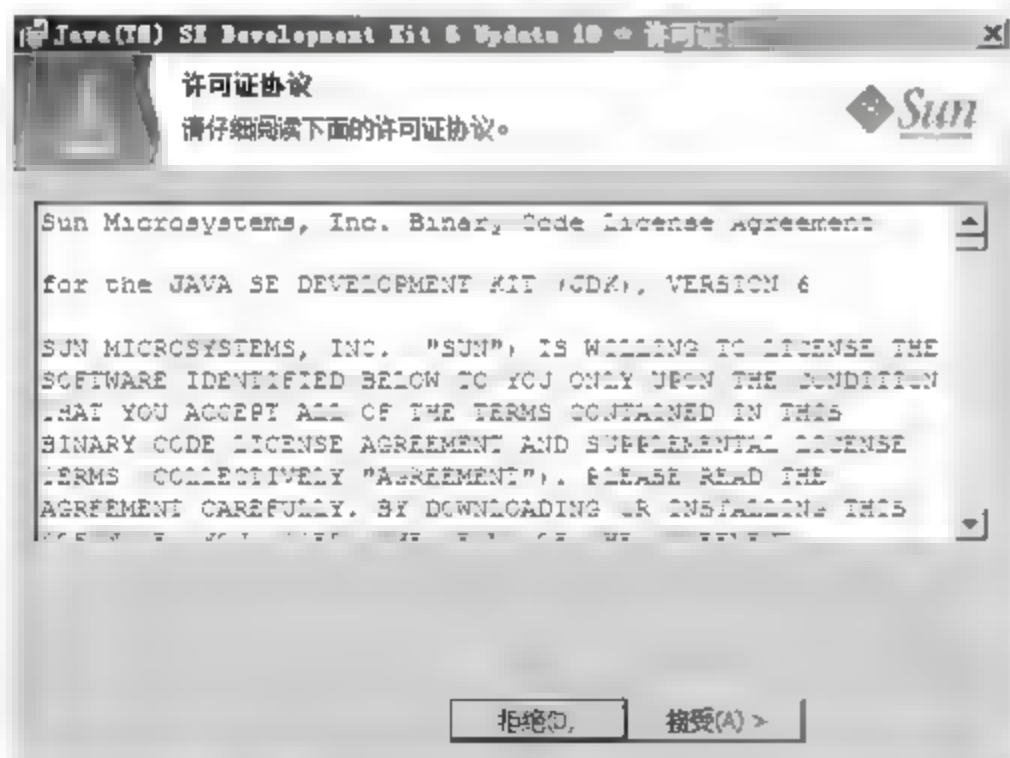 Java(TM) SE Development Kit 6 Update 10 - 许可证
许可证协议
请仔细阅读下面的许可证协议。
Sun
Sun Microsystems, Inc. Binary Code License Agreement
for the JAVA SE DEVELOPMENT KIT (JDK), VERSION 6
SUN MICROSYSTEMS, INC. ("SUN") IS WILLING TO LICENSE THE
SOFTWARE IDENTIFIED BELOW TO YOU ONLY UPON THE CONDITION
THAT YOU ACCEPT ALL OF THE TERMS CONTAINED IN THIS
BINARY CODE LICENSE AGREEMENT AND SUPPLEMENTAL LICENSE
TERMS (COLLECTIVELY "AGREEMENT"). PLEASE READ THE
AGREEMENT CAREFULLY. BY DOWNLOADING OR INSTALLING THIS
拒绝(D)
接受(A) >